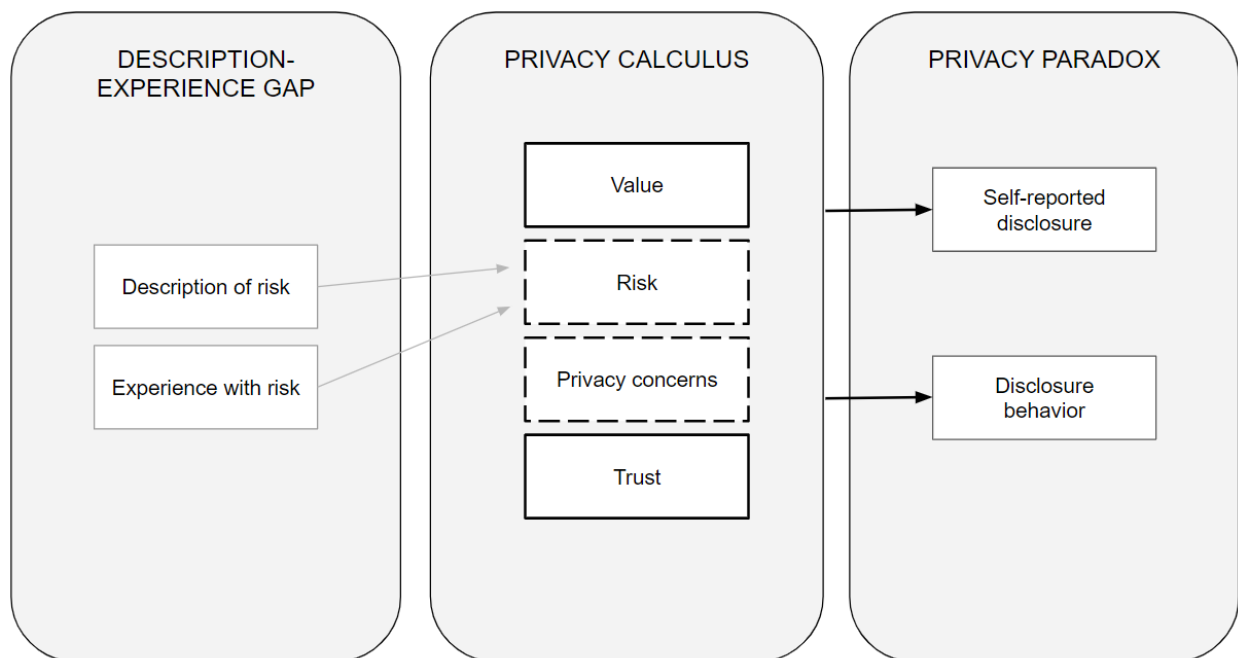 DESCRIPTION-
EXPERIENCE GAP
Description of risk
Experience with risk
PRIVACY CALCULUS
Value
Risk
Privacy concerns
Trust
PRIVACY PARADOX
Self-reported
disclosure
Disclosure
behavior